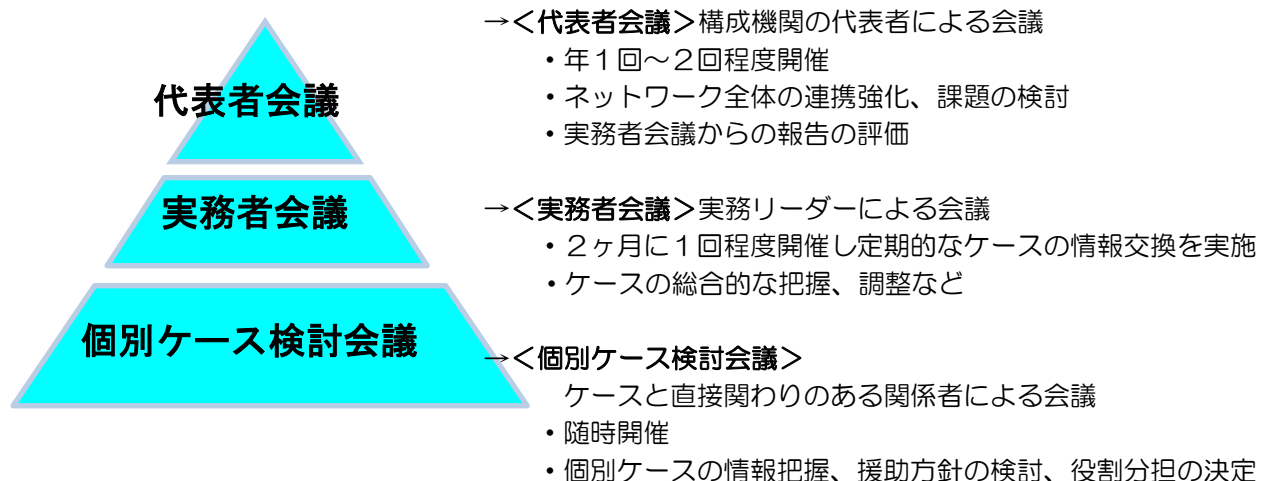 代表者会議
→＜代表者会議＞構成機関の代表者による会議
・年１回～２回程度開催
・ネットワーク全体の連携強化、課題の検討
・実務者会議からの報告の評価
実務者会議
→＜実務者会議＞実務リーダーによる会議
・２ヶ月に１回程度開催し定期的なケースの情報交換を実施
・ケースの総合的な把握、調整など
個別ケース検討会議
→＜個別ケース検討会議＞
ケースと直接関わりのある関係者による会議
・随時開催
・個別ケースの情報把握、援助方針の検討、役割分担の決定